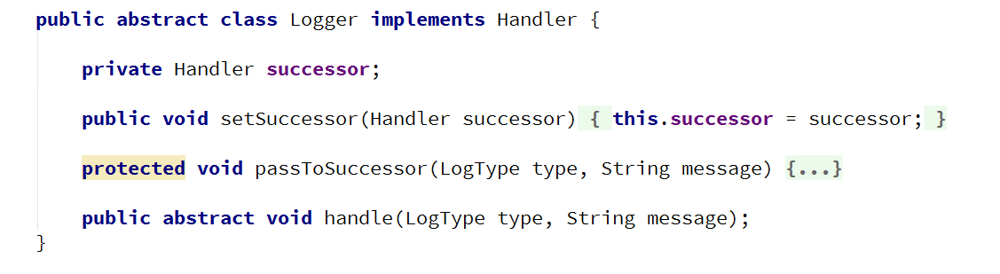 public abstract class Logger implements Handler {
private Handler successor;
public void setSuccessor(Handler successor) { this.successor = successor; }
protected void passToSuccessor(LogType type, String message) {...}
public abstract void handle(LogType type, String message);
}